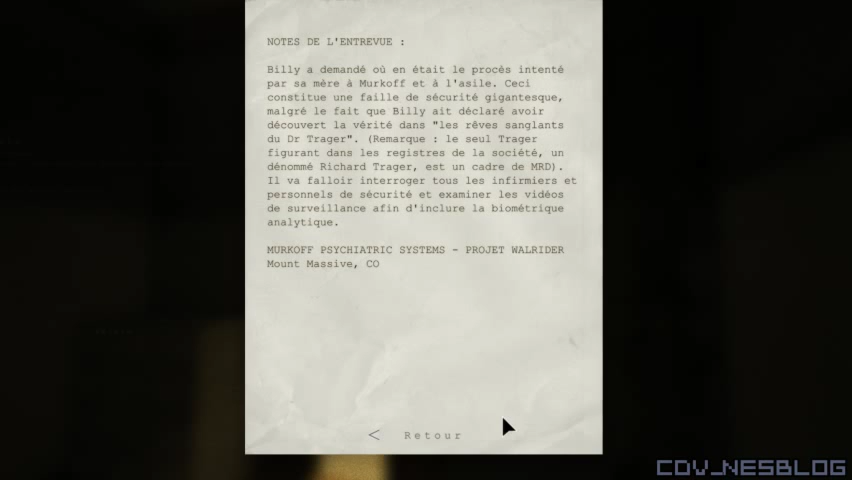 NOTES DE L'ENTREVUE :
Billy a demandé où en était le procès intenté
par sa mère à Murkoff et à l'asile. Ceci
constitue une faille de sécurité gigantesque,
malgré le fait que Billy ait déclaré avoir
découvert la vérité dans "les rêves sanglants
du Dr Trager". (Remarque : le seul Trager
figurant dans les registres de la société, un
dénommé Richard Trager, est un cadre de MRD).
Il va falloir interroger tous les infirmiers et
personnels de sécurité et examiner les vidéos
de surveillance afin d'inclure la biométrique
analytique.
MURKOFF PSYCHIATRIC SYSTEMS - PROJET WALRIDER
Mount Massive, CO
< Retour
CDV_NESBLOG